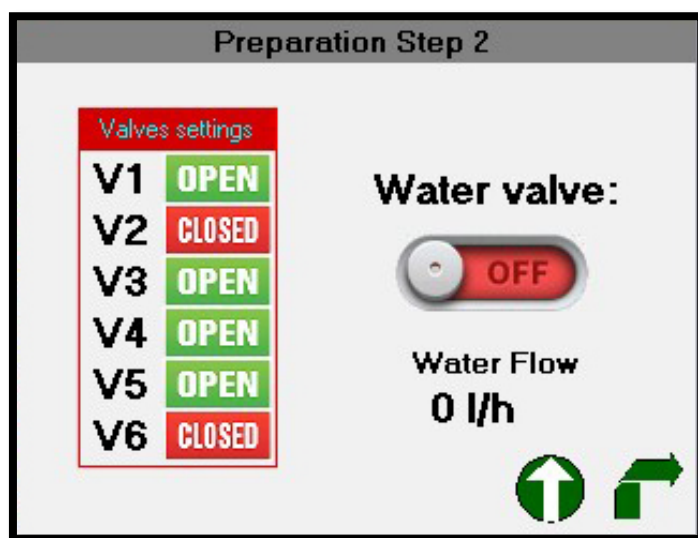 Preparation Step 2
Valves settings
V1 OPEN
V2 CLOSED
V3 OPEN
V4 OPEN
V5 OPEN
V6 CLOSED
Water valve:
OFF
Water Flow
0 l/h